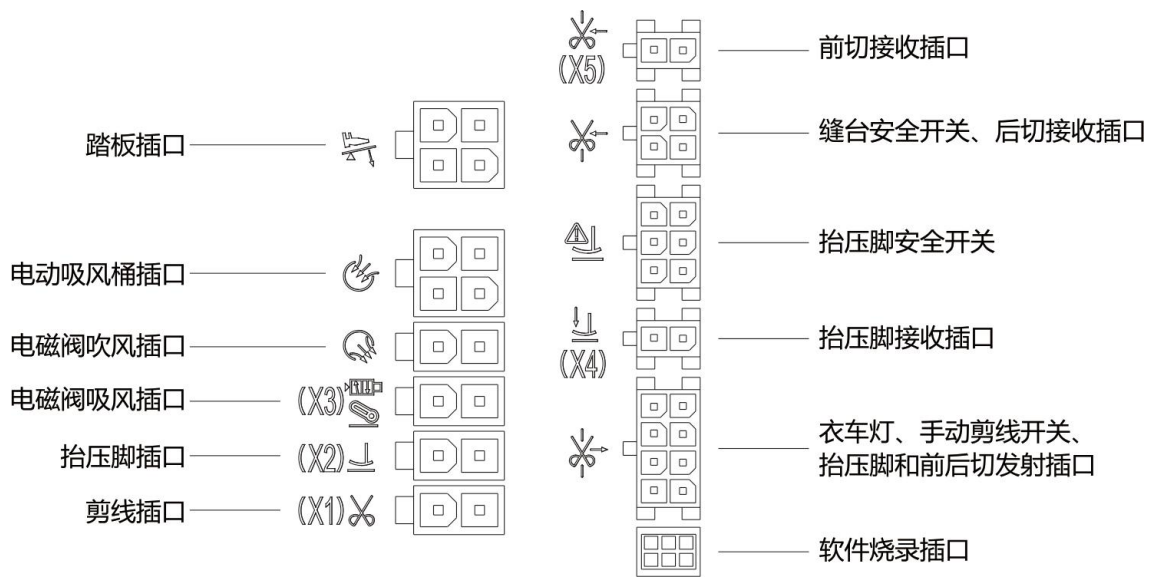 踏板插口
电动吸风桶插口
电磁阀吹风插口
电磁阀吸风插口
(X3)
抬压脚插口
(X2)
剪线插口
(X1)
(X5)
前切接收插口
缝台安全开关、后切接收插口
抬压脚安全开关
(X4)
抬压脚接收插口
衣车灯、手动剪线开关、
抬压脚和前后切发射插口
软件烧录插口